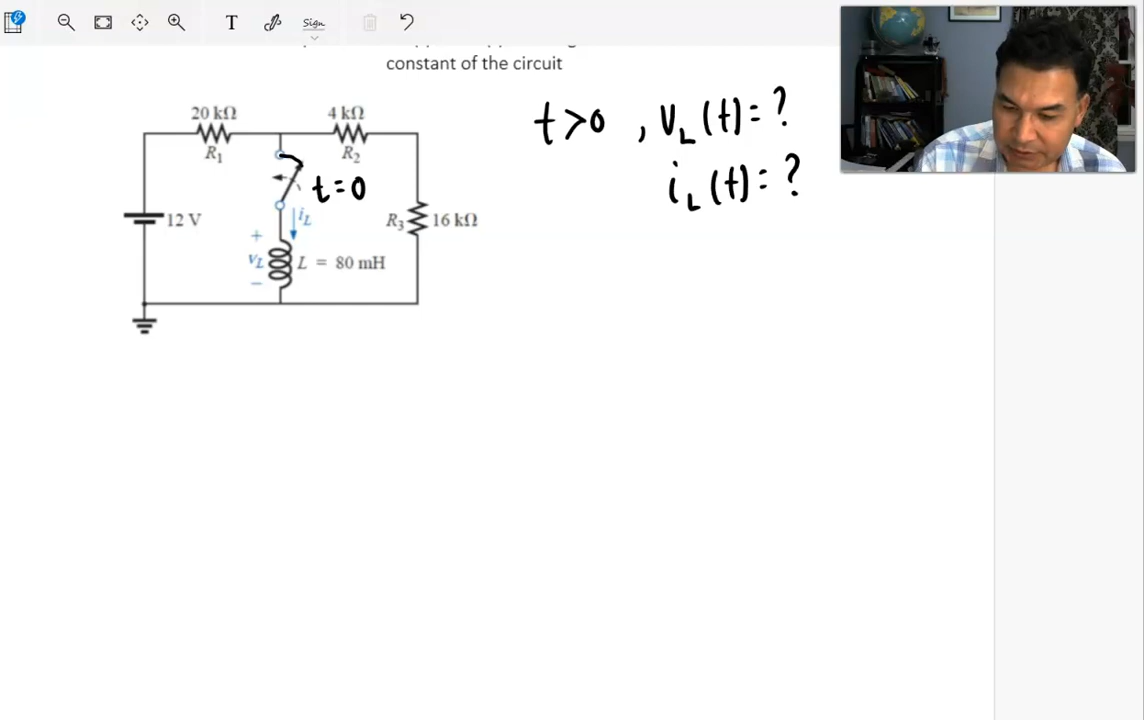 T Sign
constant of the circuit
20 kΩ 4 kΩ
R1 R2
t>0 , vL(t)=?
iL(t)=?
t=0
12 V
iL
R3 16 kΩ
+
vL L = 80 mH
−